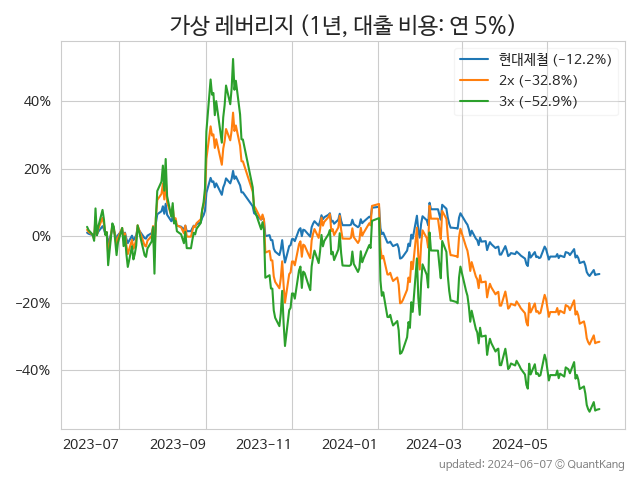 가상 레버리지 (1년, 대출 비용: 연 5%)
현대제철 (−12.2%)
2x (−32.8%)
3x (−52.9%)
40%
20%
0%
−20%
−40%
2023-07 2023-09 2023-11 2024-01 2024-03 2024-05
updated: 2024-06-07 © QuantKang